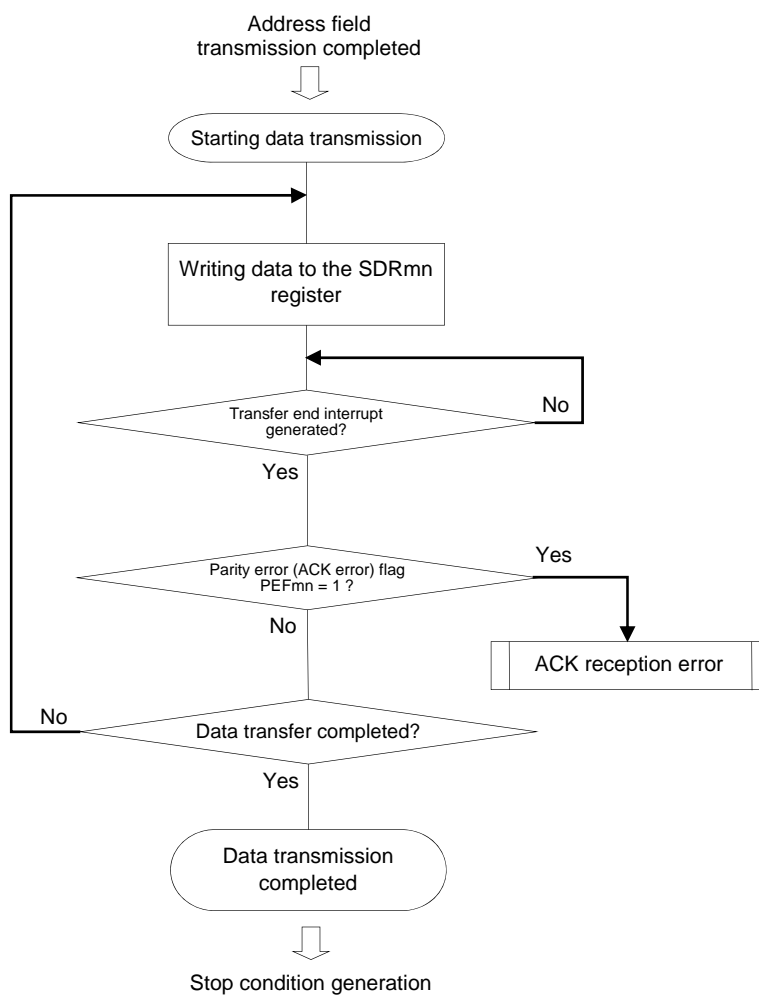 Address field
transmission completed
Starting data transmission
Writing data to the SDRmn
register
No
Transfer end interrupt
generated?
Yes
Yes
Parity error (ACK error) flag
PEFmn = 1 ?
No
ACK reception error
No
Data transfer completed?
Yes
Data transmission
completed
Stop condition generation